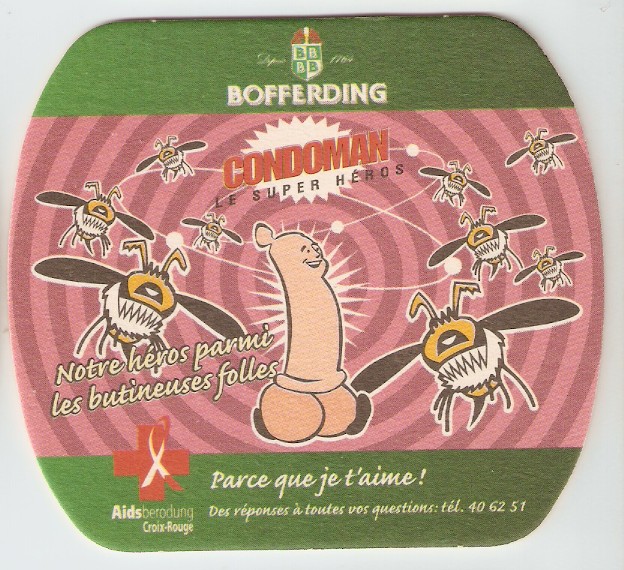 Depuis 1764
B B
B B
BOFFERDING
CONDOMAN
LE SUPER HÉROS
Notre héros parmi
les butineuses folles
Parce que je t'aime!
Aidsberodung
Croix-Rouge
Des réponses à toutes vos questions: tél. 40 62 51